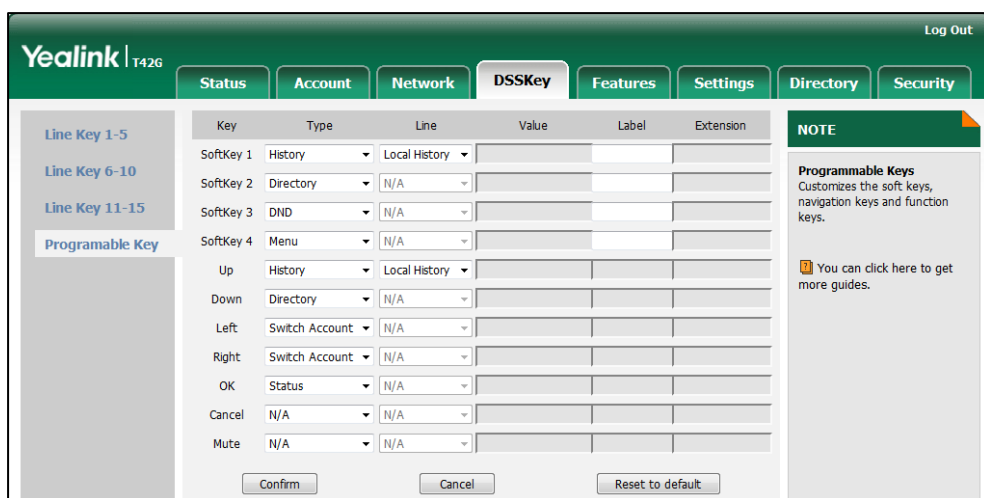 Log Out
Yealink T42G
Status Account Network DSSKey Features Settings Directory Security
Line Key 1-5
Line Key 6-10
Line Key 11-15
Programable Key
Key Type Line Value Label Extension
SoftKey 1 History Local History
SoftKey 2 Directory N/A
SoftKey 3 DND N/A
SoftKey 4 Menu N/A
Up History Local History
Down Directory N/A
Left Switch Account N/A
Right Switch Account N/A
OK Status N/A
Cancel N/A N/A
Mute N/A N/A
Confirm Cancel Reset to default
NOTE
Programmable Keys
Customizes the soft keys,
navigation keys and function
keys.
You can click here to get
more guides.